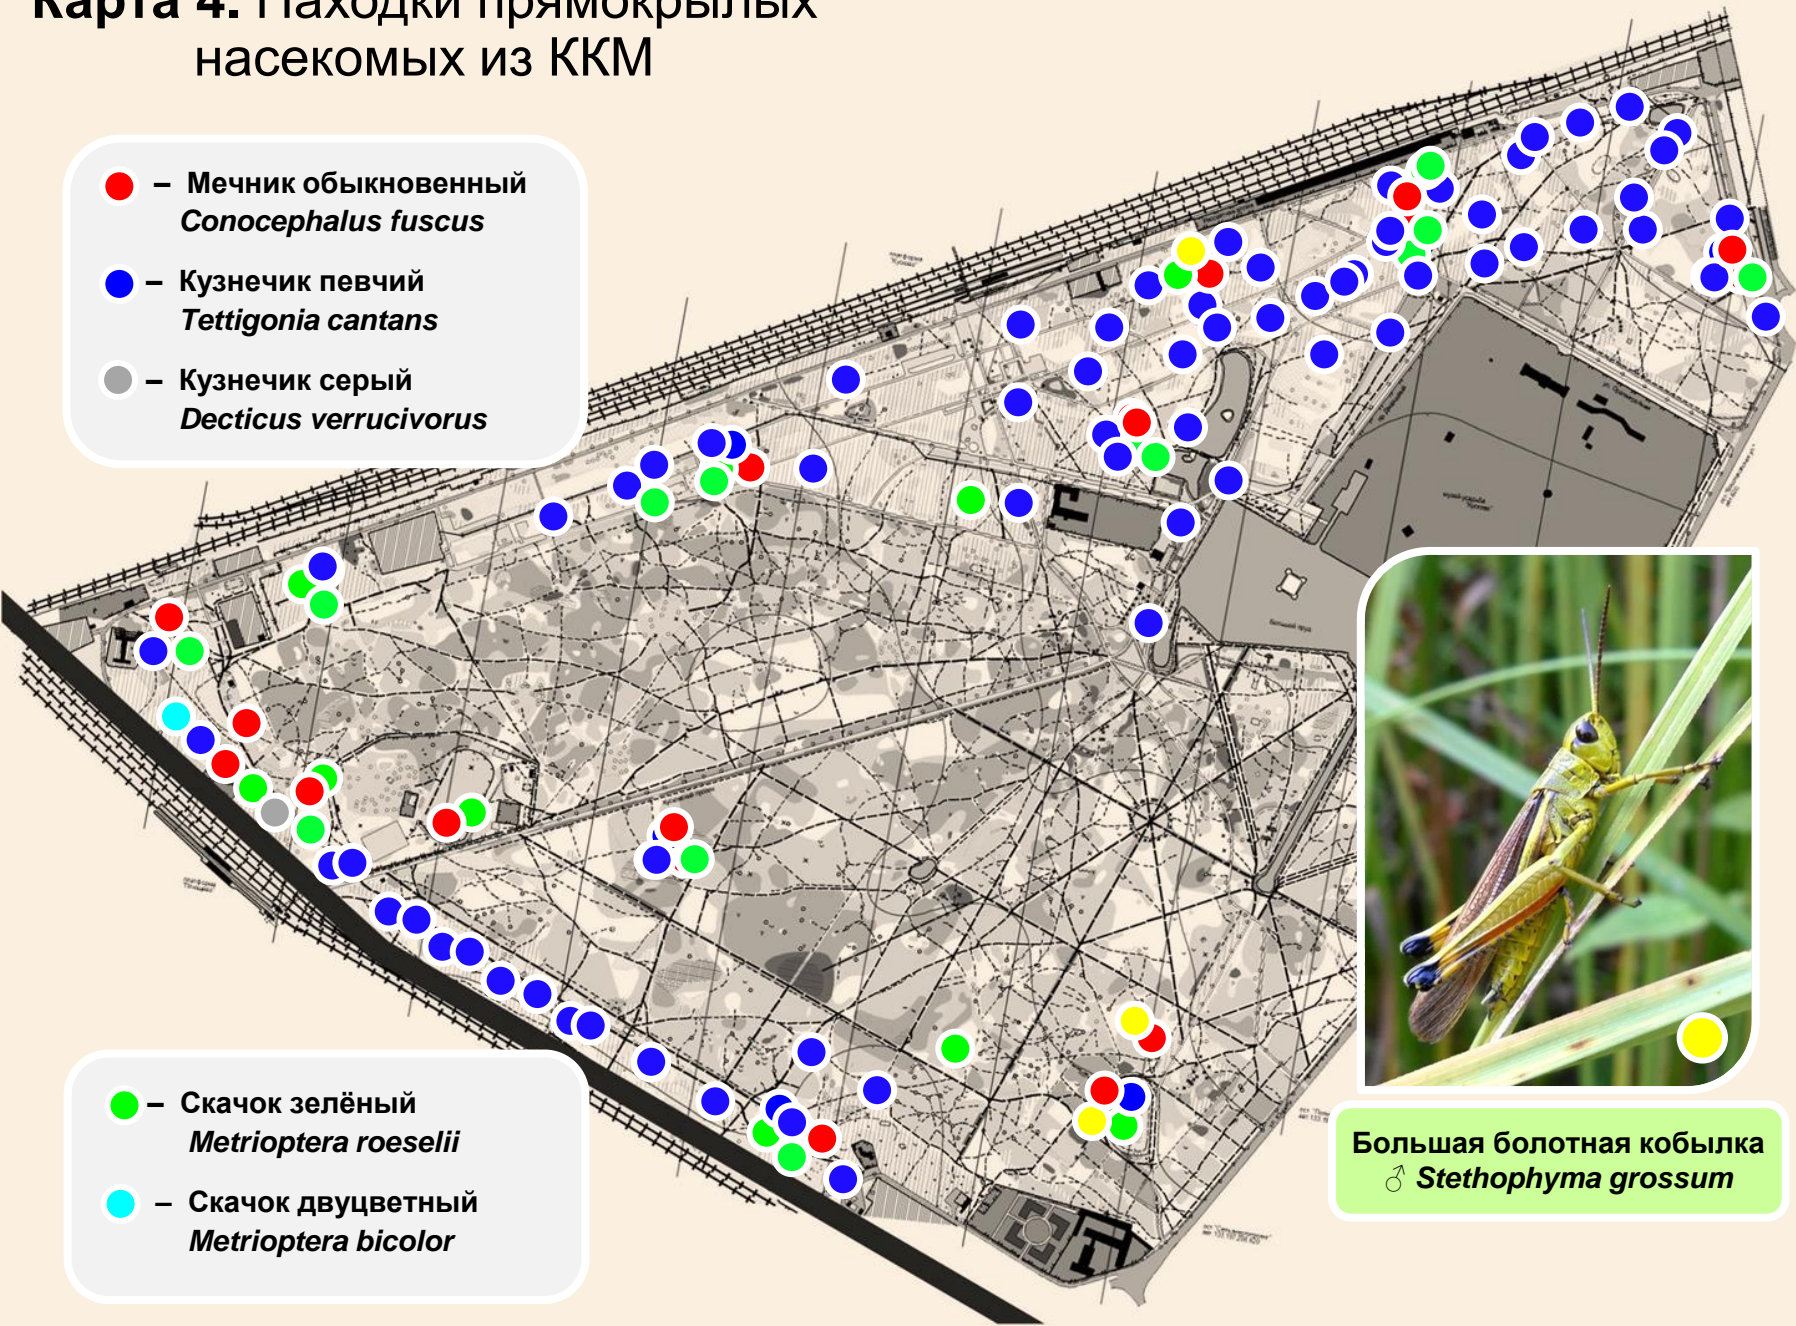 Карта 4. Находки прямокрылых
насекомых из ККМ
– Мечник обыкновенный
Conocephalus fuscus
– Кузнечик певчий
Tettigonia cantans
– Кузнечик серый
Decticus verrucivorus
– Скачок зелёный
Metrioptera roeselii
– Скачок двуцветный
Metrioptera bicolor
Большая болотная кобылка
♂ Stethophyma grossum